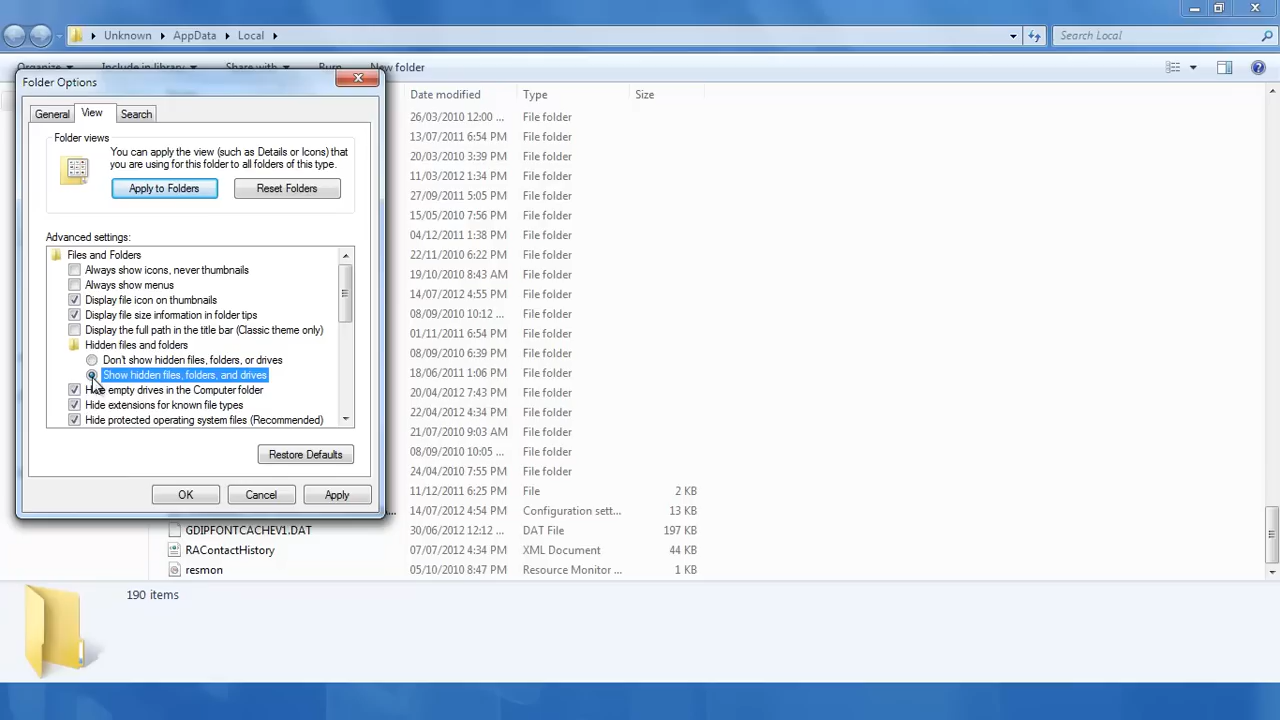 Unknown
AppData
Local
Search Local
Organize
Include in library
Share with
Burn
New folder
Folder Options
General
View
Search
Folder views
You can apply the view (such as Details or Icons) that
you are using for this folder to all folders of this type.
Apply to Folders
Reset Folders
Advanced settings:
Files and Folders
Always show icons, never thumbnails
Always show menus
Display file icon on thumbnails
Display file size information in folder tips
Display the full path in the title bar (Classic theme only)
Hidden files and folders
Don't show hidden files, folders, or drives
Show hidden files, folders, and drives
Hide empty drives in the Computer folder
Hide extensions for known file types
Hide protected operating system files (Recommended)
Restore Defaults
OK
Cancel
Apply
Date modified Type Size
26/03/2010 12:00 ... File folder
13/07/2011 6:54 PM File folder
20/03/2010 3:39 PM File folder
11/03/2012 1:34 PM File folder
27/09/2011 5:05 PM File folder
15/05/2010 7:56 PM File folder
04/12/2011 1:38 PM File folder
22/11/2010 6:22 PM File folder
19/10/2010 8:43 AM File folder
14/07/2012 4:55 PM File folder
08/09/2010 10:12 ... File folder
01/11/2011 6:54 PM File folder
08/09/2010 6:39 PM File folder
18/06/2011 1:06 PM File folder
20/04/2012 7:43 PM File folder
22/04/2012 4:34 PM File folder
21/07/2010 9:03 AM File folder
08/09/2010 10:05 ... File folder
24/04/2010 7:55 PM File folder
11/12/2011 6:25 PM File 2 KB
14/07/2012 4:54 PM Configuration sett... 13 KB
GDIPFONTCACHEV1.DAT 30/06/2012 12:12 ... DAT File 197 KB
RAContactHistory 07/07/2012 4:34 PM XML Document 44 KB
resmon 05/10/2010 8:47 PM Resource Monitor ... 1 KB
190 items